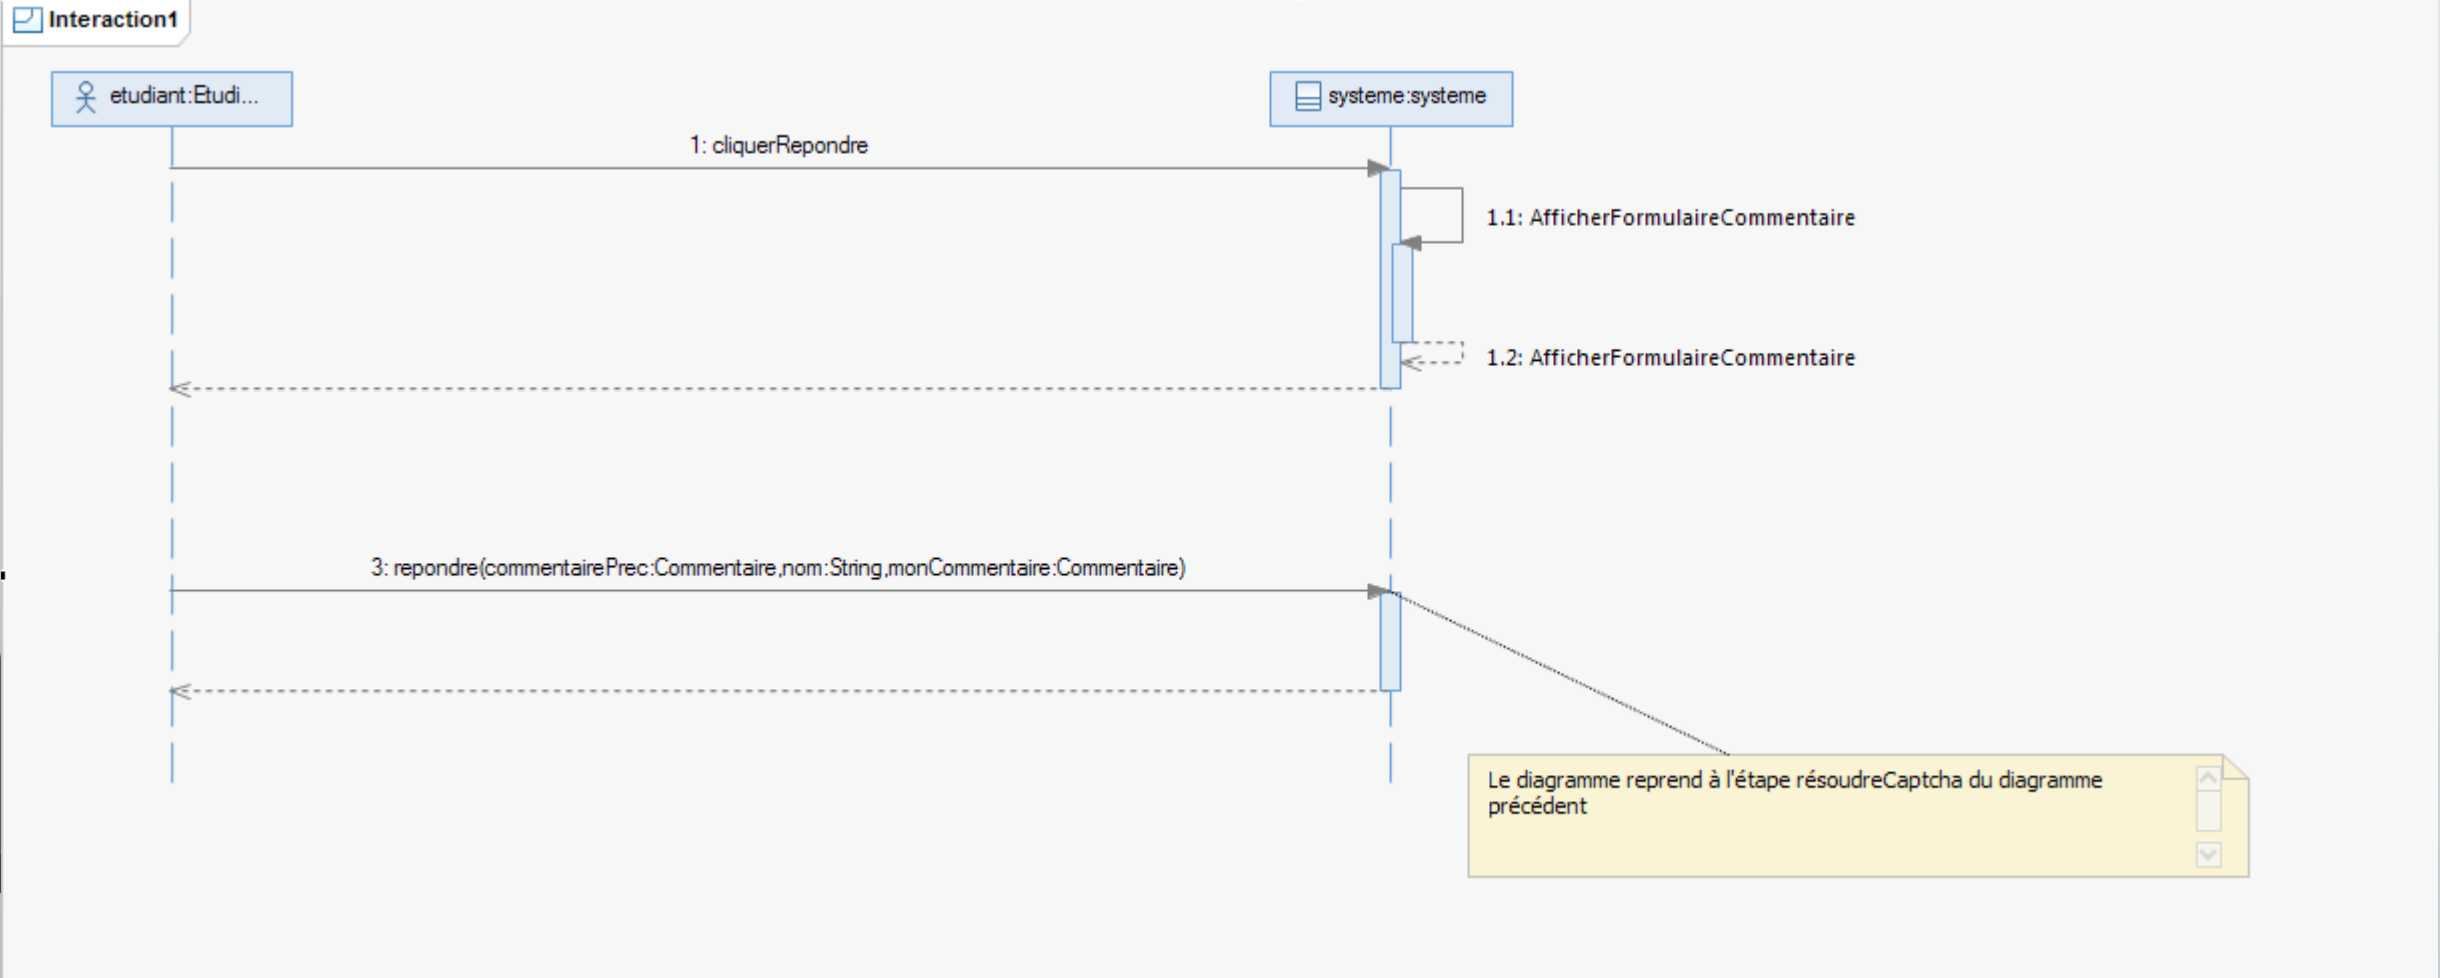 Interaction1
etudiant:Etudi...
systeme:systeme
1: cliquerRepondre
1.1: AfficherFormulaireCommentaire
1.2: AfficherFormulaireCommentaire
3: repondre(commentairePrec:Commentaire,nom:String,monCommentaire:Commentaire)
Le diagramme reprend à l'étape résoudreCaptcha du diagramme
précédent